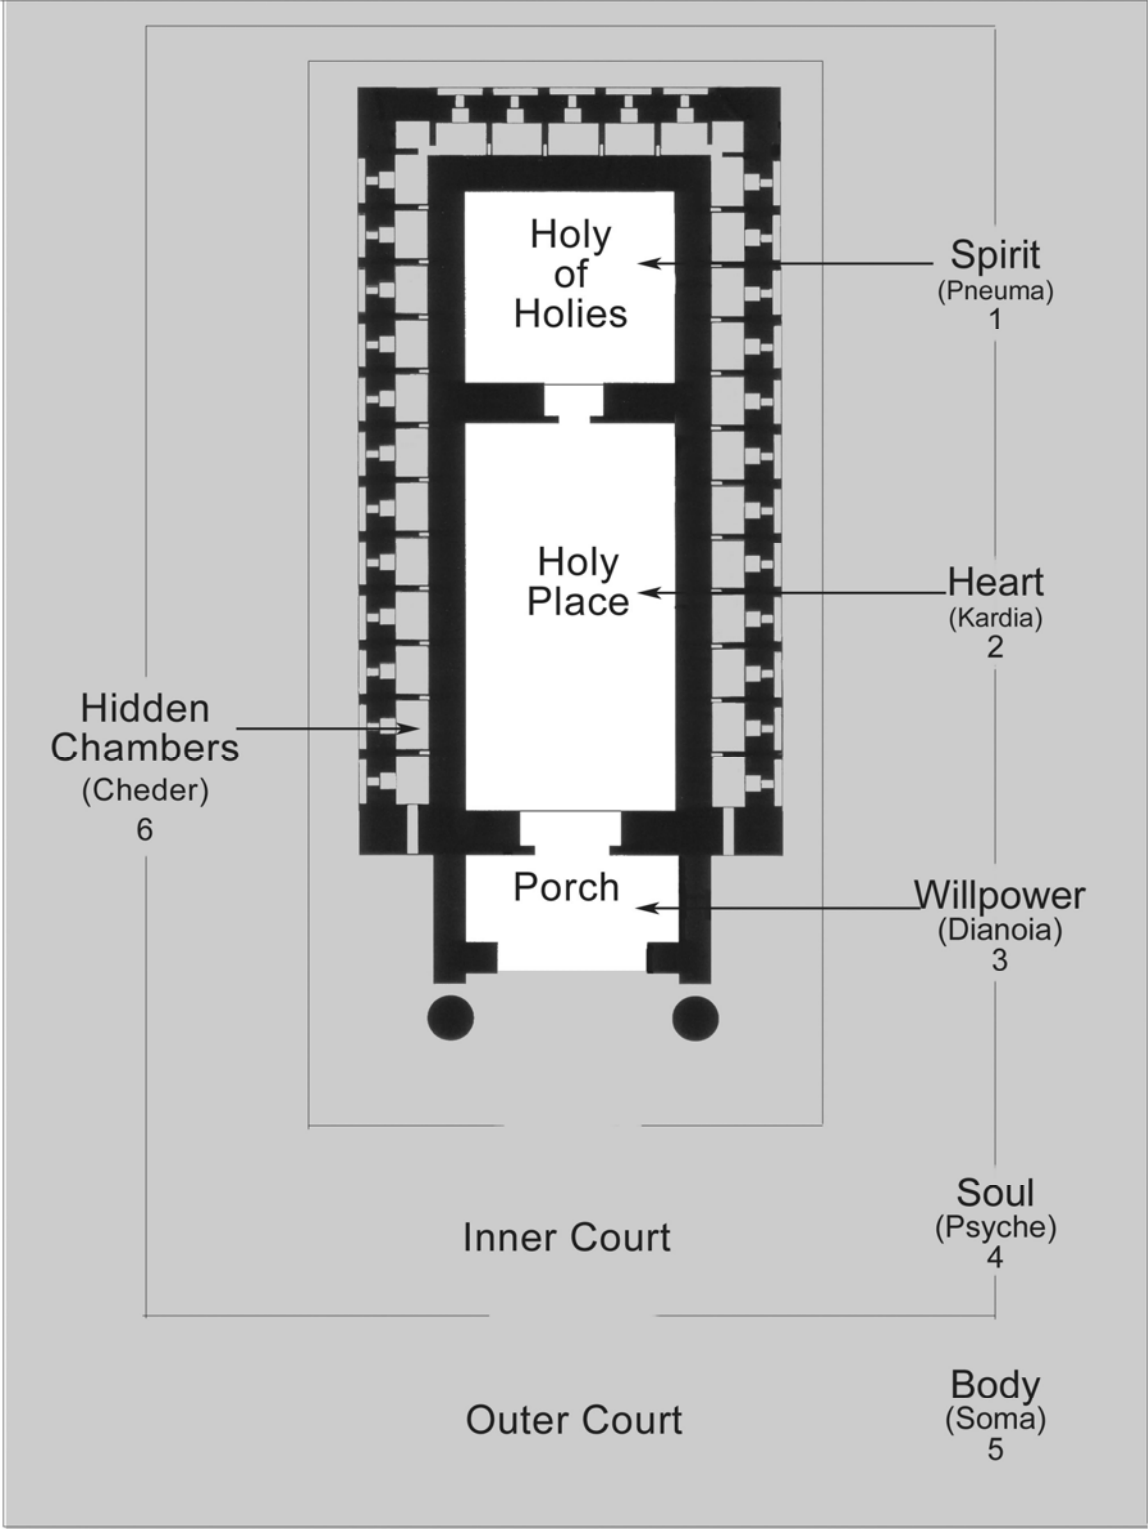 Holy
of
Holies
Spirit
(Pneuma)
1
Holy
Place
Heart
(Kardia)
2
Hidden
Chambers
(Cheder)
6
Porch
Willpower
(Dianoia)
3
Soul
(Psyche)
4
Inner Court
Body
(Soma)
5
Outer Court